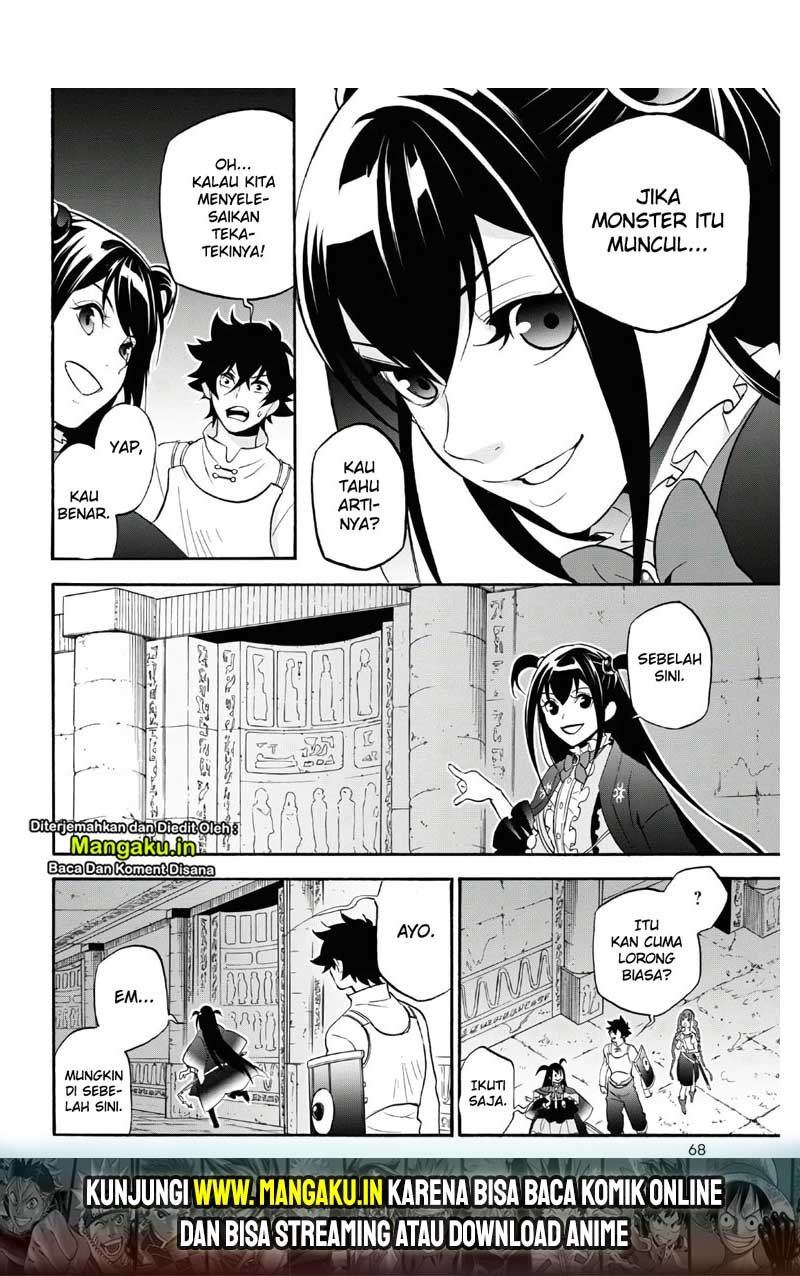 JIKA
MONSTER ITU
MUNCUL...
KAU
TAHU
ARTI-
NYA?
OH...
KALAU KITA
MENYELE-
SAIKAN
TEKA-
TEKINYA!
YAP,
KAU
BENAR.
SEBELAH
SINI.
Diterjemahkan dan Diedit Oleh :
Mangaku.in
Baca Dan Koment Disana
?
ITU
KAN CUMA
LORONG
BIASA?
IKUTI
SAJA.
AYO.
EM...
MUNGKIN
DI SEBE-
LAH SINI.
68
KUNJUNGI WWW. MANGAKU.IN KARENA BISA BACA KOMIK ONLINE
DAN BISA STREAMING ATAU DOWNLOAD ANIME